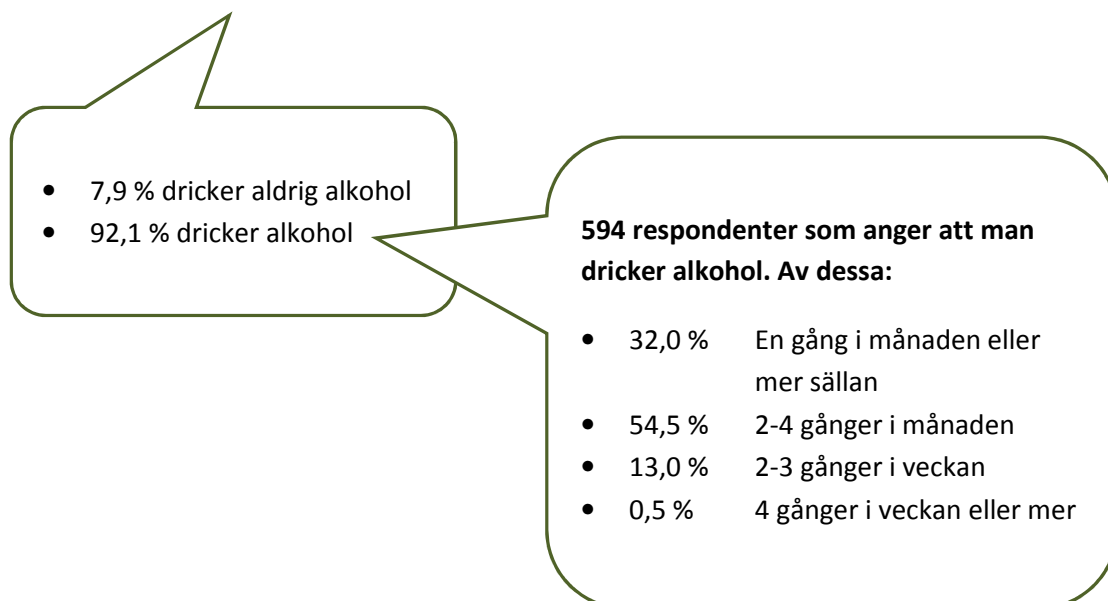 • 7,9 % dricker aldrig alkohol
• 92,1 % dricker alkohol
594 respondenter som anger att man
dricker alkohol. Av dessa:
• 32,0 % En gång i månaden eller
mer sällan
• 54,5 % 2-4 gånger i månaden
• 13,0 % 2-3 gånger i veckan
• 0,5 % 4 gånger i veckan eller mer